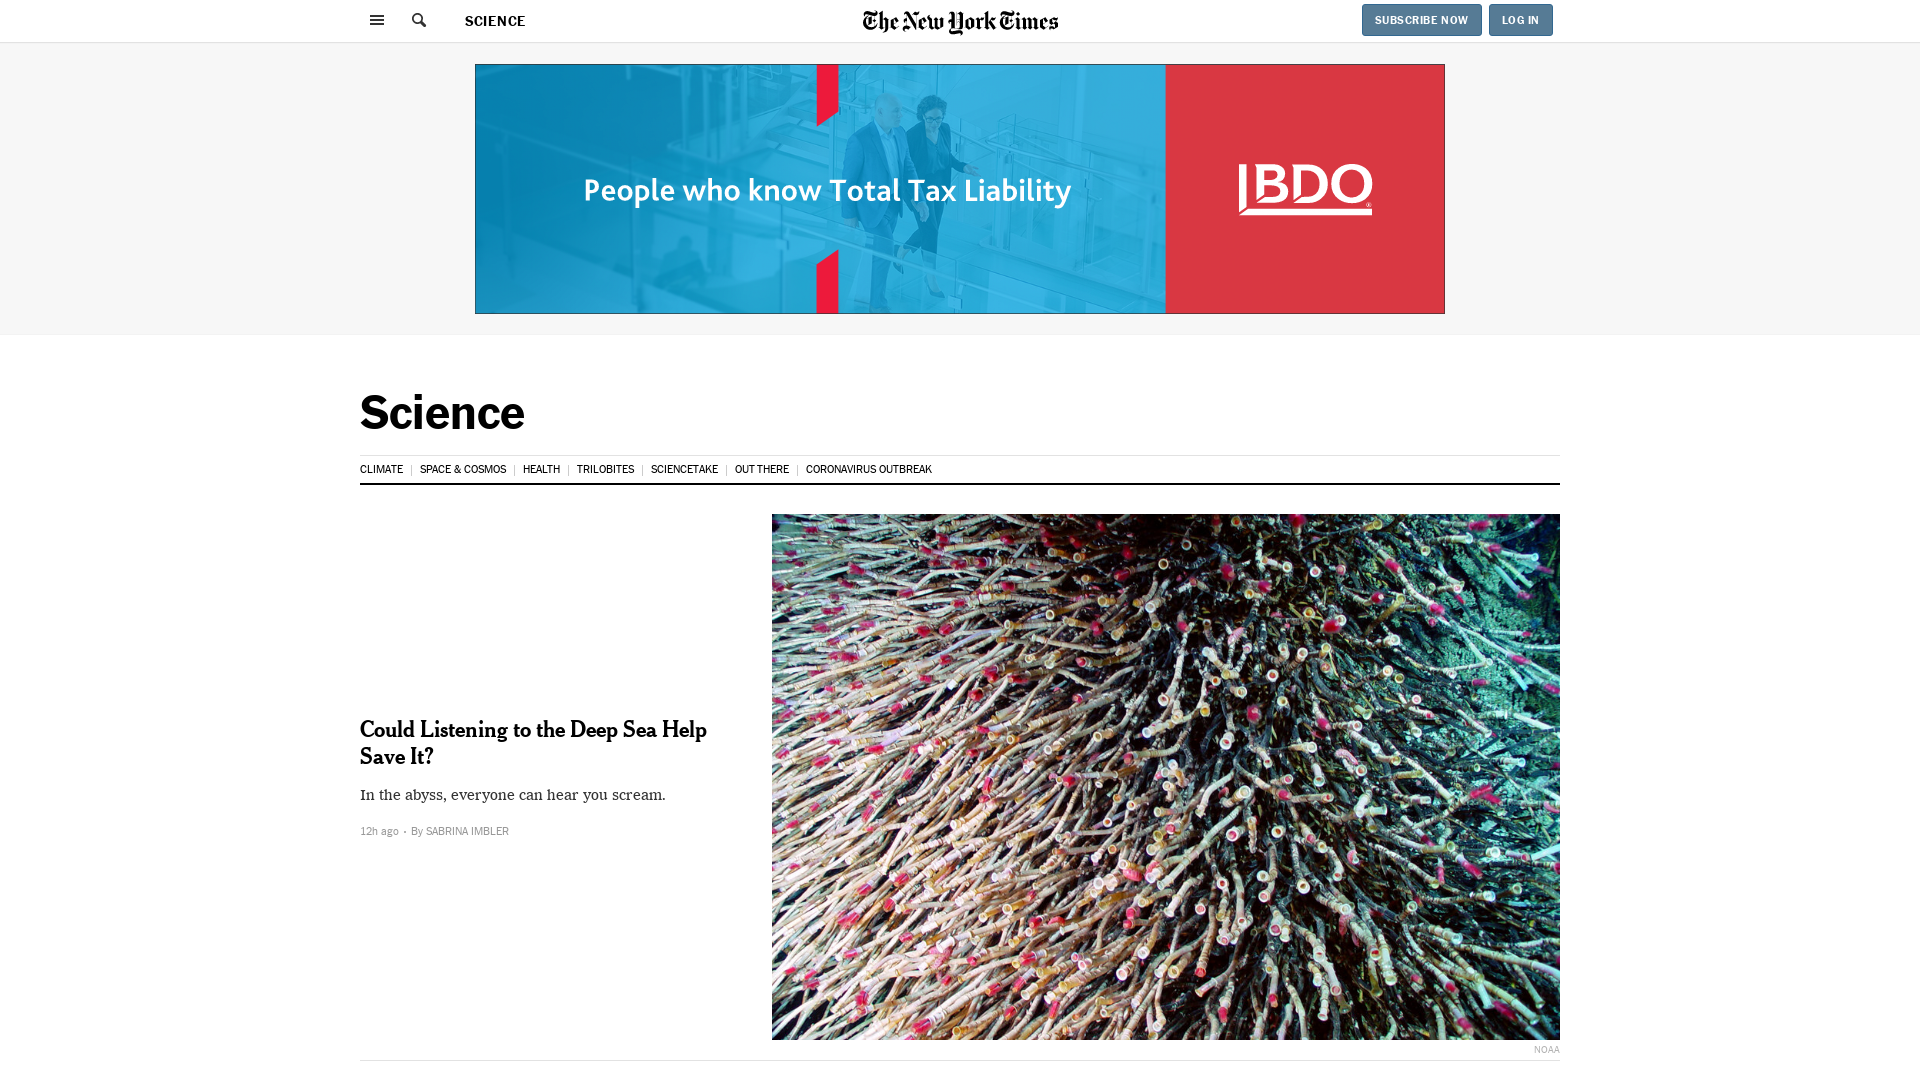 SCIENCE
The New York Times
SUBSCRIBE NOW
LOG IN
People who know Total Tax Liability
BDO®
Science
CLIMATE
SPACE & COSMOS
HEALTH
TRILOBITES
SCIENCETAKE
OUT THERE
CORONAVIRUS OUTBREAK
Could Listening to the Deep Sea Help
Save It?
In the abyss, everyone can hear you scream.
12h ago • By SABRINA IMBLER
NOAA